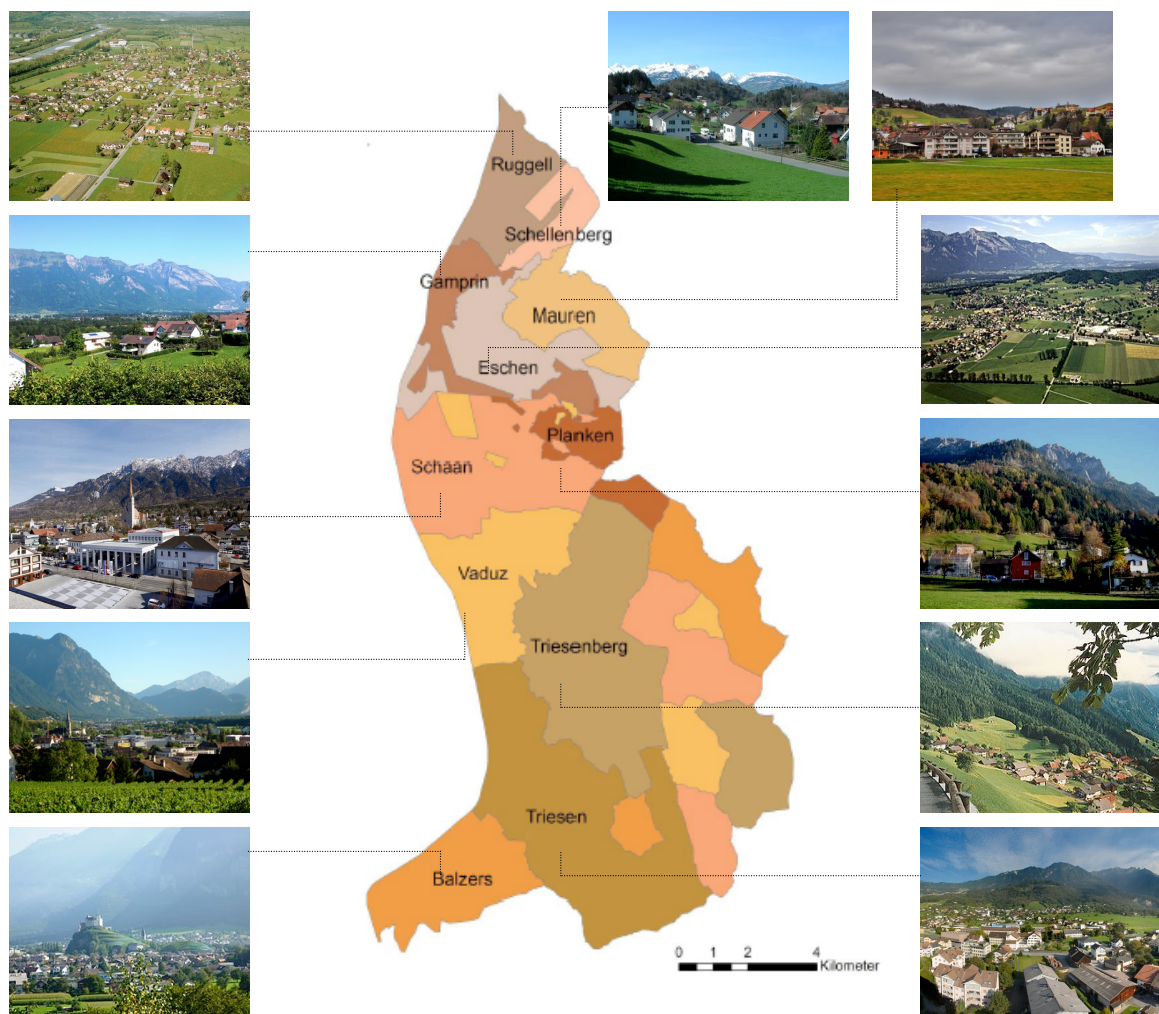 Ruggell
Schellenberg
Gamprin
Mauren
Eschen
Planken
Schaan
Vaduz
Triesenberg
Triesen
Balzers
0 1 2 4
Kilometer